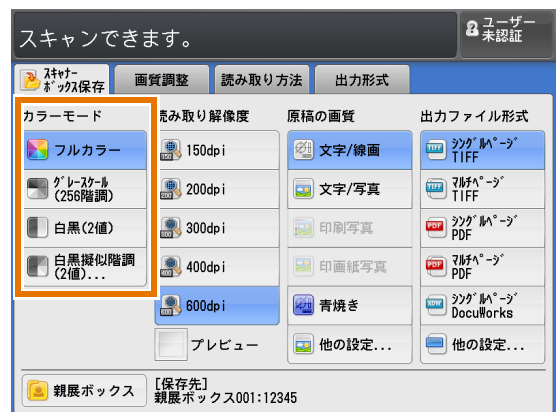 スキャンできます。
ユーザー
未認証
スキャナー
ボックス保存
画質調整
読み取り方法
出力形式
カラーモード
フルカラー
グレースケール
(256階調)
白黒(2値)
白黒擬似階調
(2値)...
読み取り解像度
150dpi
200dpi
300dpi
400dpi
600dpi
プレビュー
原稿の画質
文字/線画
文字/写真
印刷写真
印画紙写真
青焼き
他の設定...
出力ファイル形式
シングルページ
TIFF
マルチページ
TIFF
シングルページ
PDF
マルチページ
PDF
シングルページ
DocuWorks
他の設定...
親展ボックス
[保存先]
親展ボックス001:12345